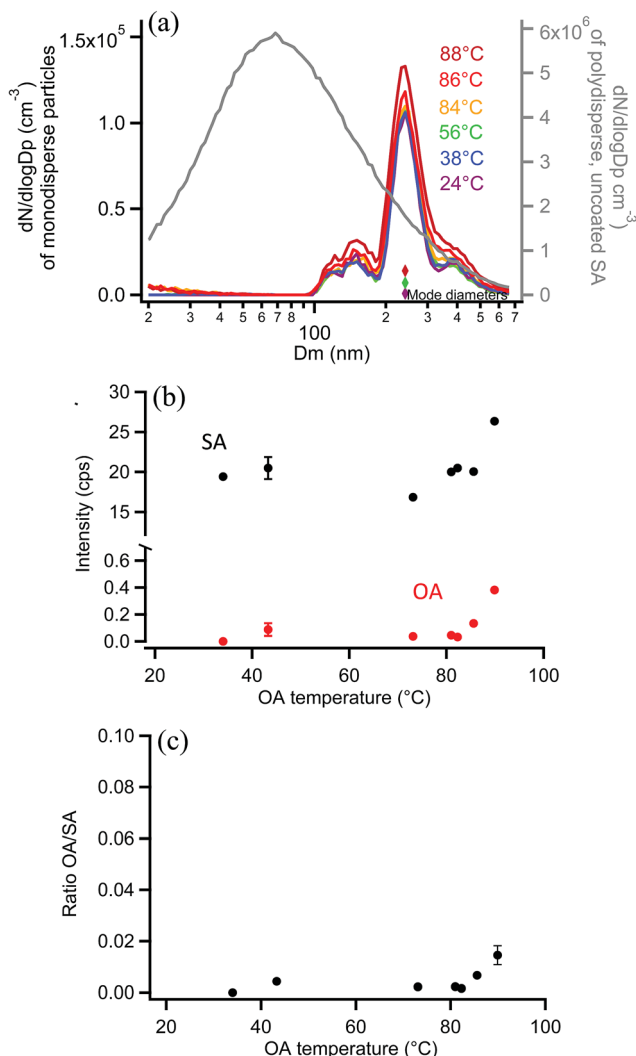 (a)
1.5x10⁵
1.0
0.5
0.0
dN/dlogDp (cm⁻³)
of monodisperse particles
88°C
86°C
84°C
56°C
38°C
24°C
Mode diameters
6x10⁶
5
4
3
2
1
0
dN/dlogDp cm⁻³)
of polydisperse, uncoated SA
2 3 4 5 6 7 8 100 2 3 4 5 6 7
Dm (nm)
(b)
30
25
20
15
0.6
0.4
0.2
0.0
Intensity (cps)
SA
OA
20 40 60 80 100
OA temperature (°C)
(c)
0.10
0.08
0.06
0.04
0.02
0.00
Ratio OA/SA
20 40 60 80 100
OA temperature (°C)